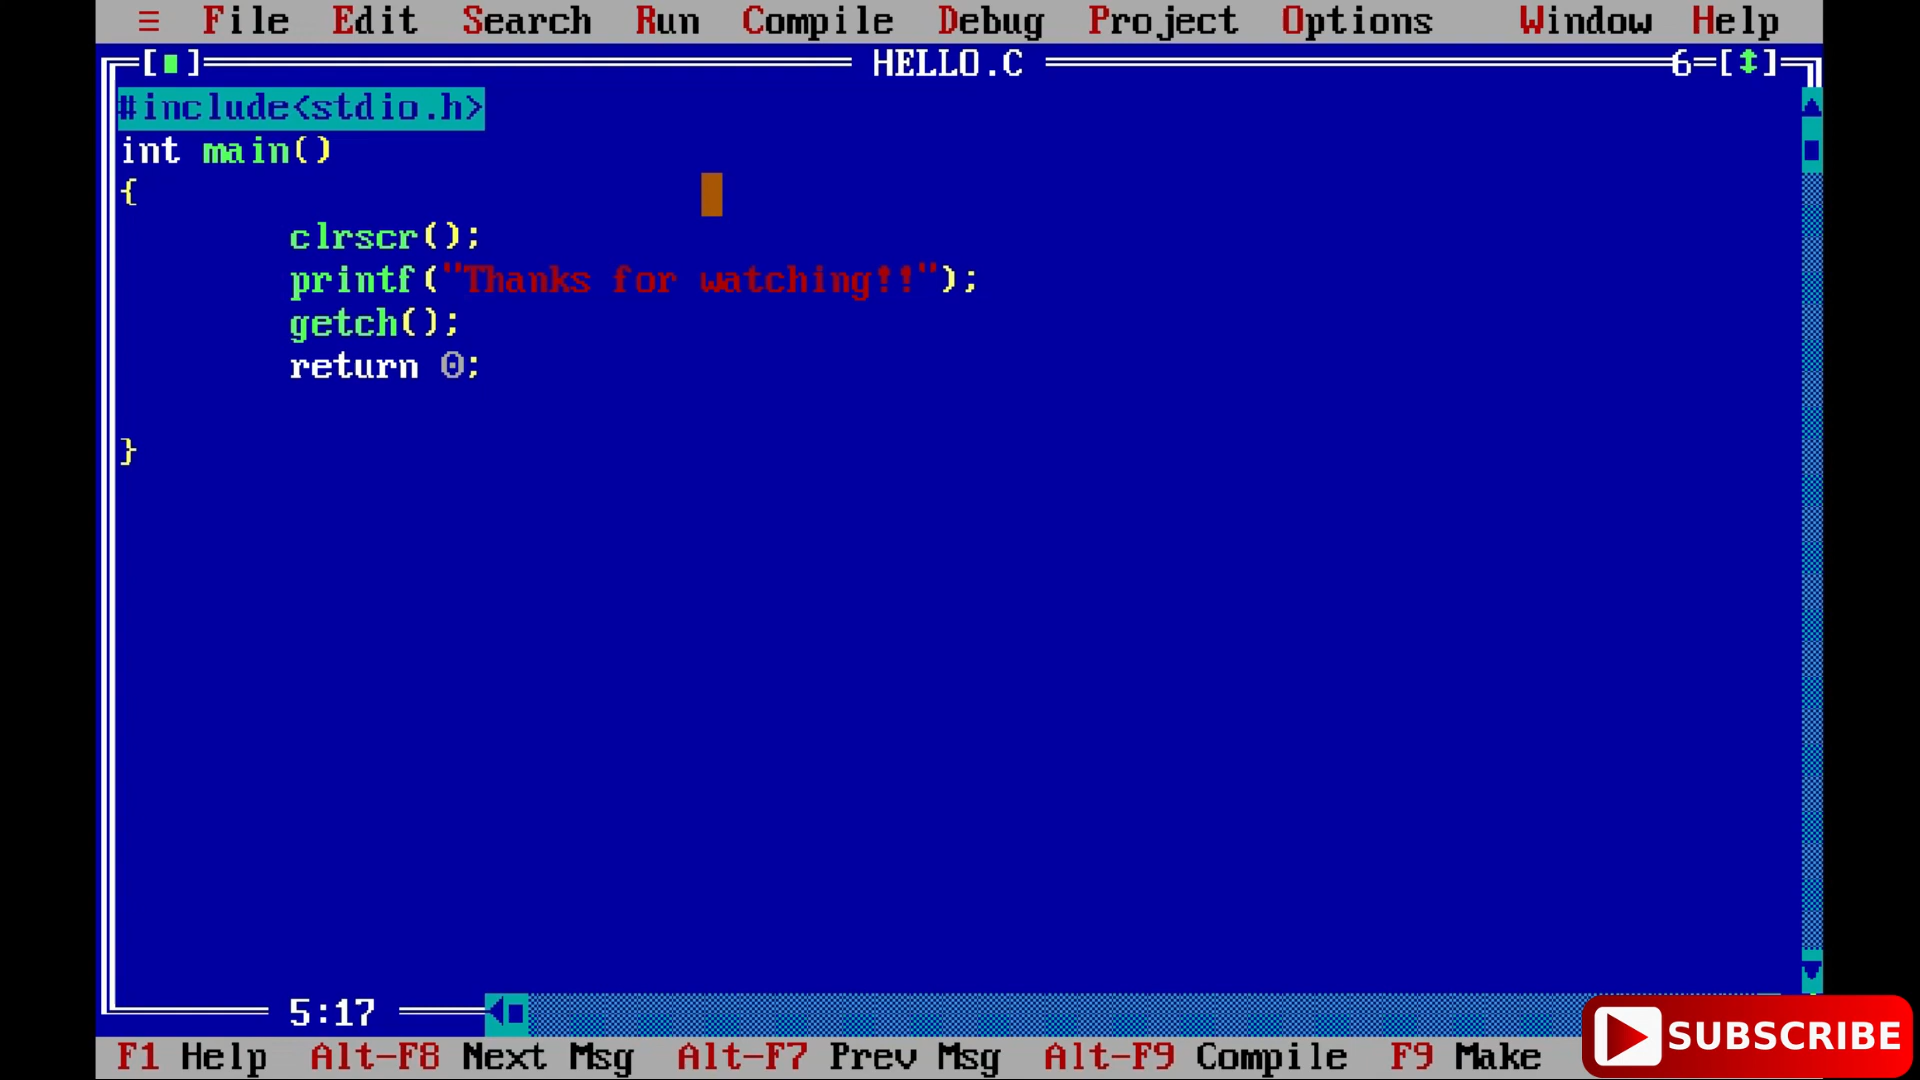 ≡ File Edit Search Run Compile Debug Project Options Window Help
[▪] HELLO.C 6=[↕]
#include<stdio.h>
int main()
{
clrscr();
printf("Thanks for watching!!");
getch();
return 0;
}
5:17
F1 Help Alt-F8 Next Msg Alt-F7 Prev Msg Alt-F9 Compile F9 Make
SUBSCRIBE